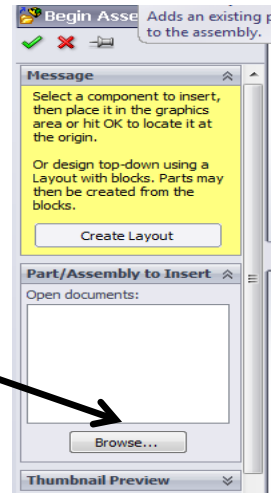 Begin Asse
Adds an existing
to the assembly.
Message
Select a component to insert,
then place it in the graphics
area or hit OK to locate it at
the origin.
Or design top-down using a
Layout with blocks. Parts may
then be created from the
blocks.
Create Layout
Part/Assembly to Insert
Open documents:
Browse...
Thumbnail Preview